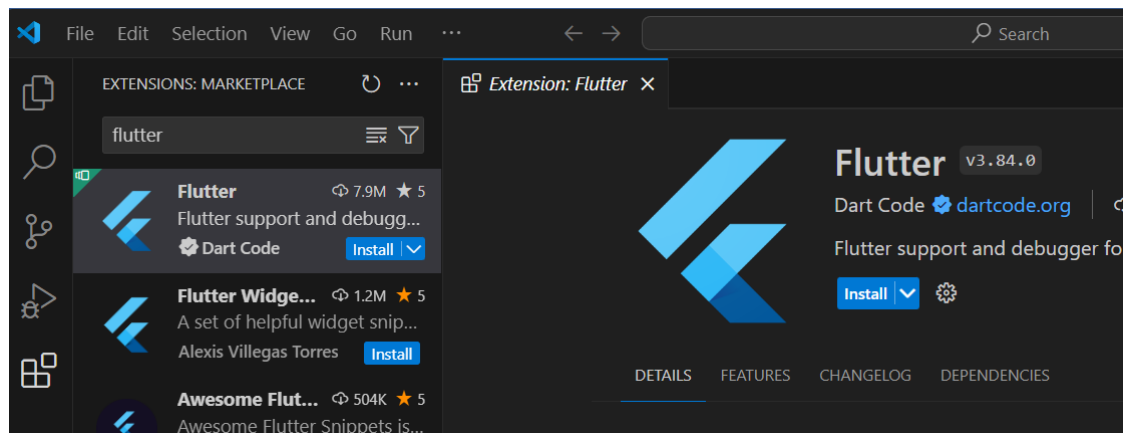 File Edit Selection View Go Run ··· Search
EXTENSIONS: MARKETPLACE ···
flutter
Flutter 7.9M ★ 5
Flutter support and debugg...
Dart Code Install
Flutter Widge... 1.2M ★ 5
A set of helpful widget snip...
Alexis Villegas Torres Install
Awesome Flut... 504K ★ 5
Awesome Flutter Snippets is...
Extension: Flutter
Flutter v3.84.0
Dart Code dartcode.org
Flutter support and debugger fo
Install
DETAILS FEATURES CHANGELOG DEPENDENCIES